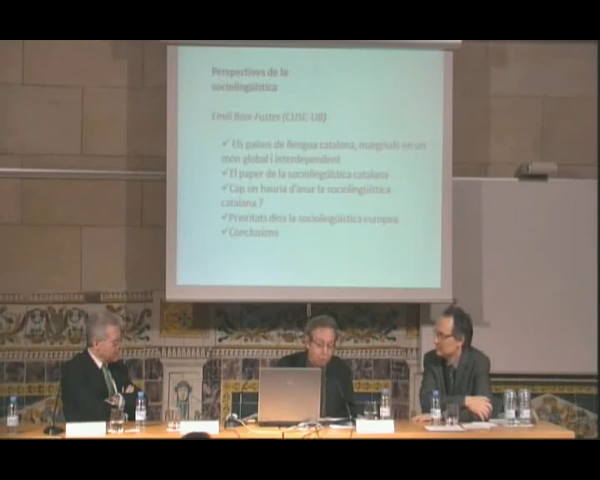 Perspectives de la
sociolingüística
Emili Boix-Fuster (CUSC-UB)
✓ Els països de llengua catalana, marginals en un
món global i interdependent
✓El paper de la sociolingüística catalana
✓Cap on hauria d'anar la sociolingüística
catalana ?
✓Prioritats dins la sociolingüística europea
✓Conclusions